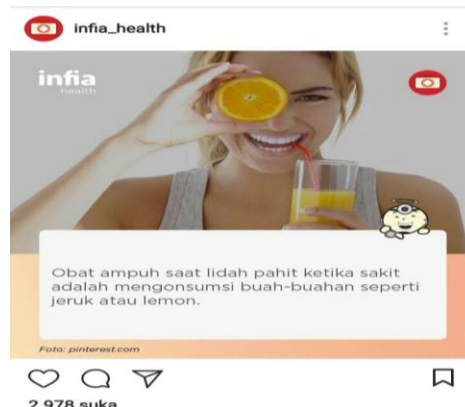 infia_health
infia
health
Obat ampuh saat lidah pahit ketika sakit
adalah mengonsumsi buah-buahan seperti
jeruk atau lemon.
Foto: pinterest.com
2.978 suka